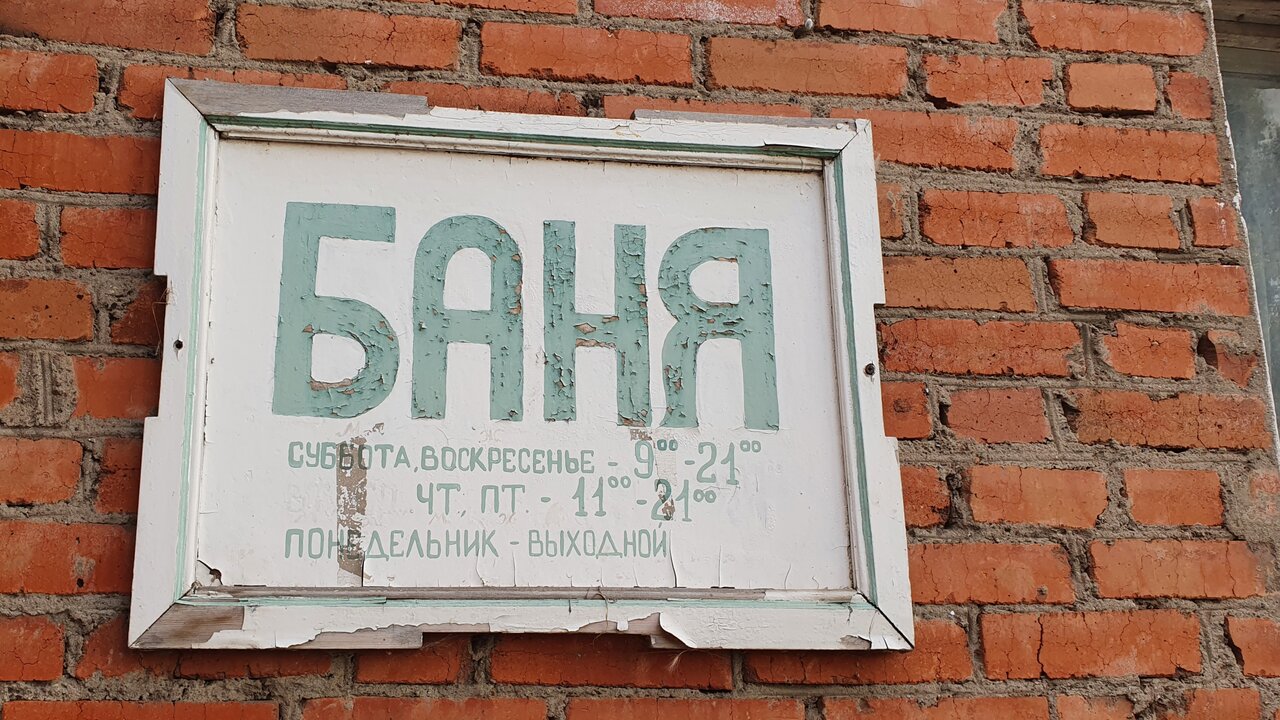 БАНЯ
СУББОТА, ВОСКРЕСЕНЬЕ - 9⁰⁰-21⁰⁰
ЧТ, ПТ. - 11⁰⁰-21⁰⁰
ПОНЕДЕЛЬНИК - ВЫХОДНОЙ